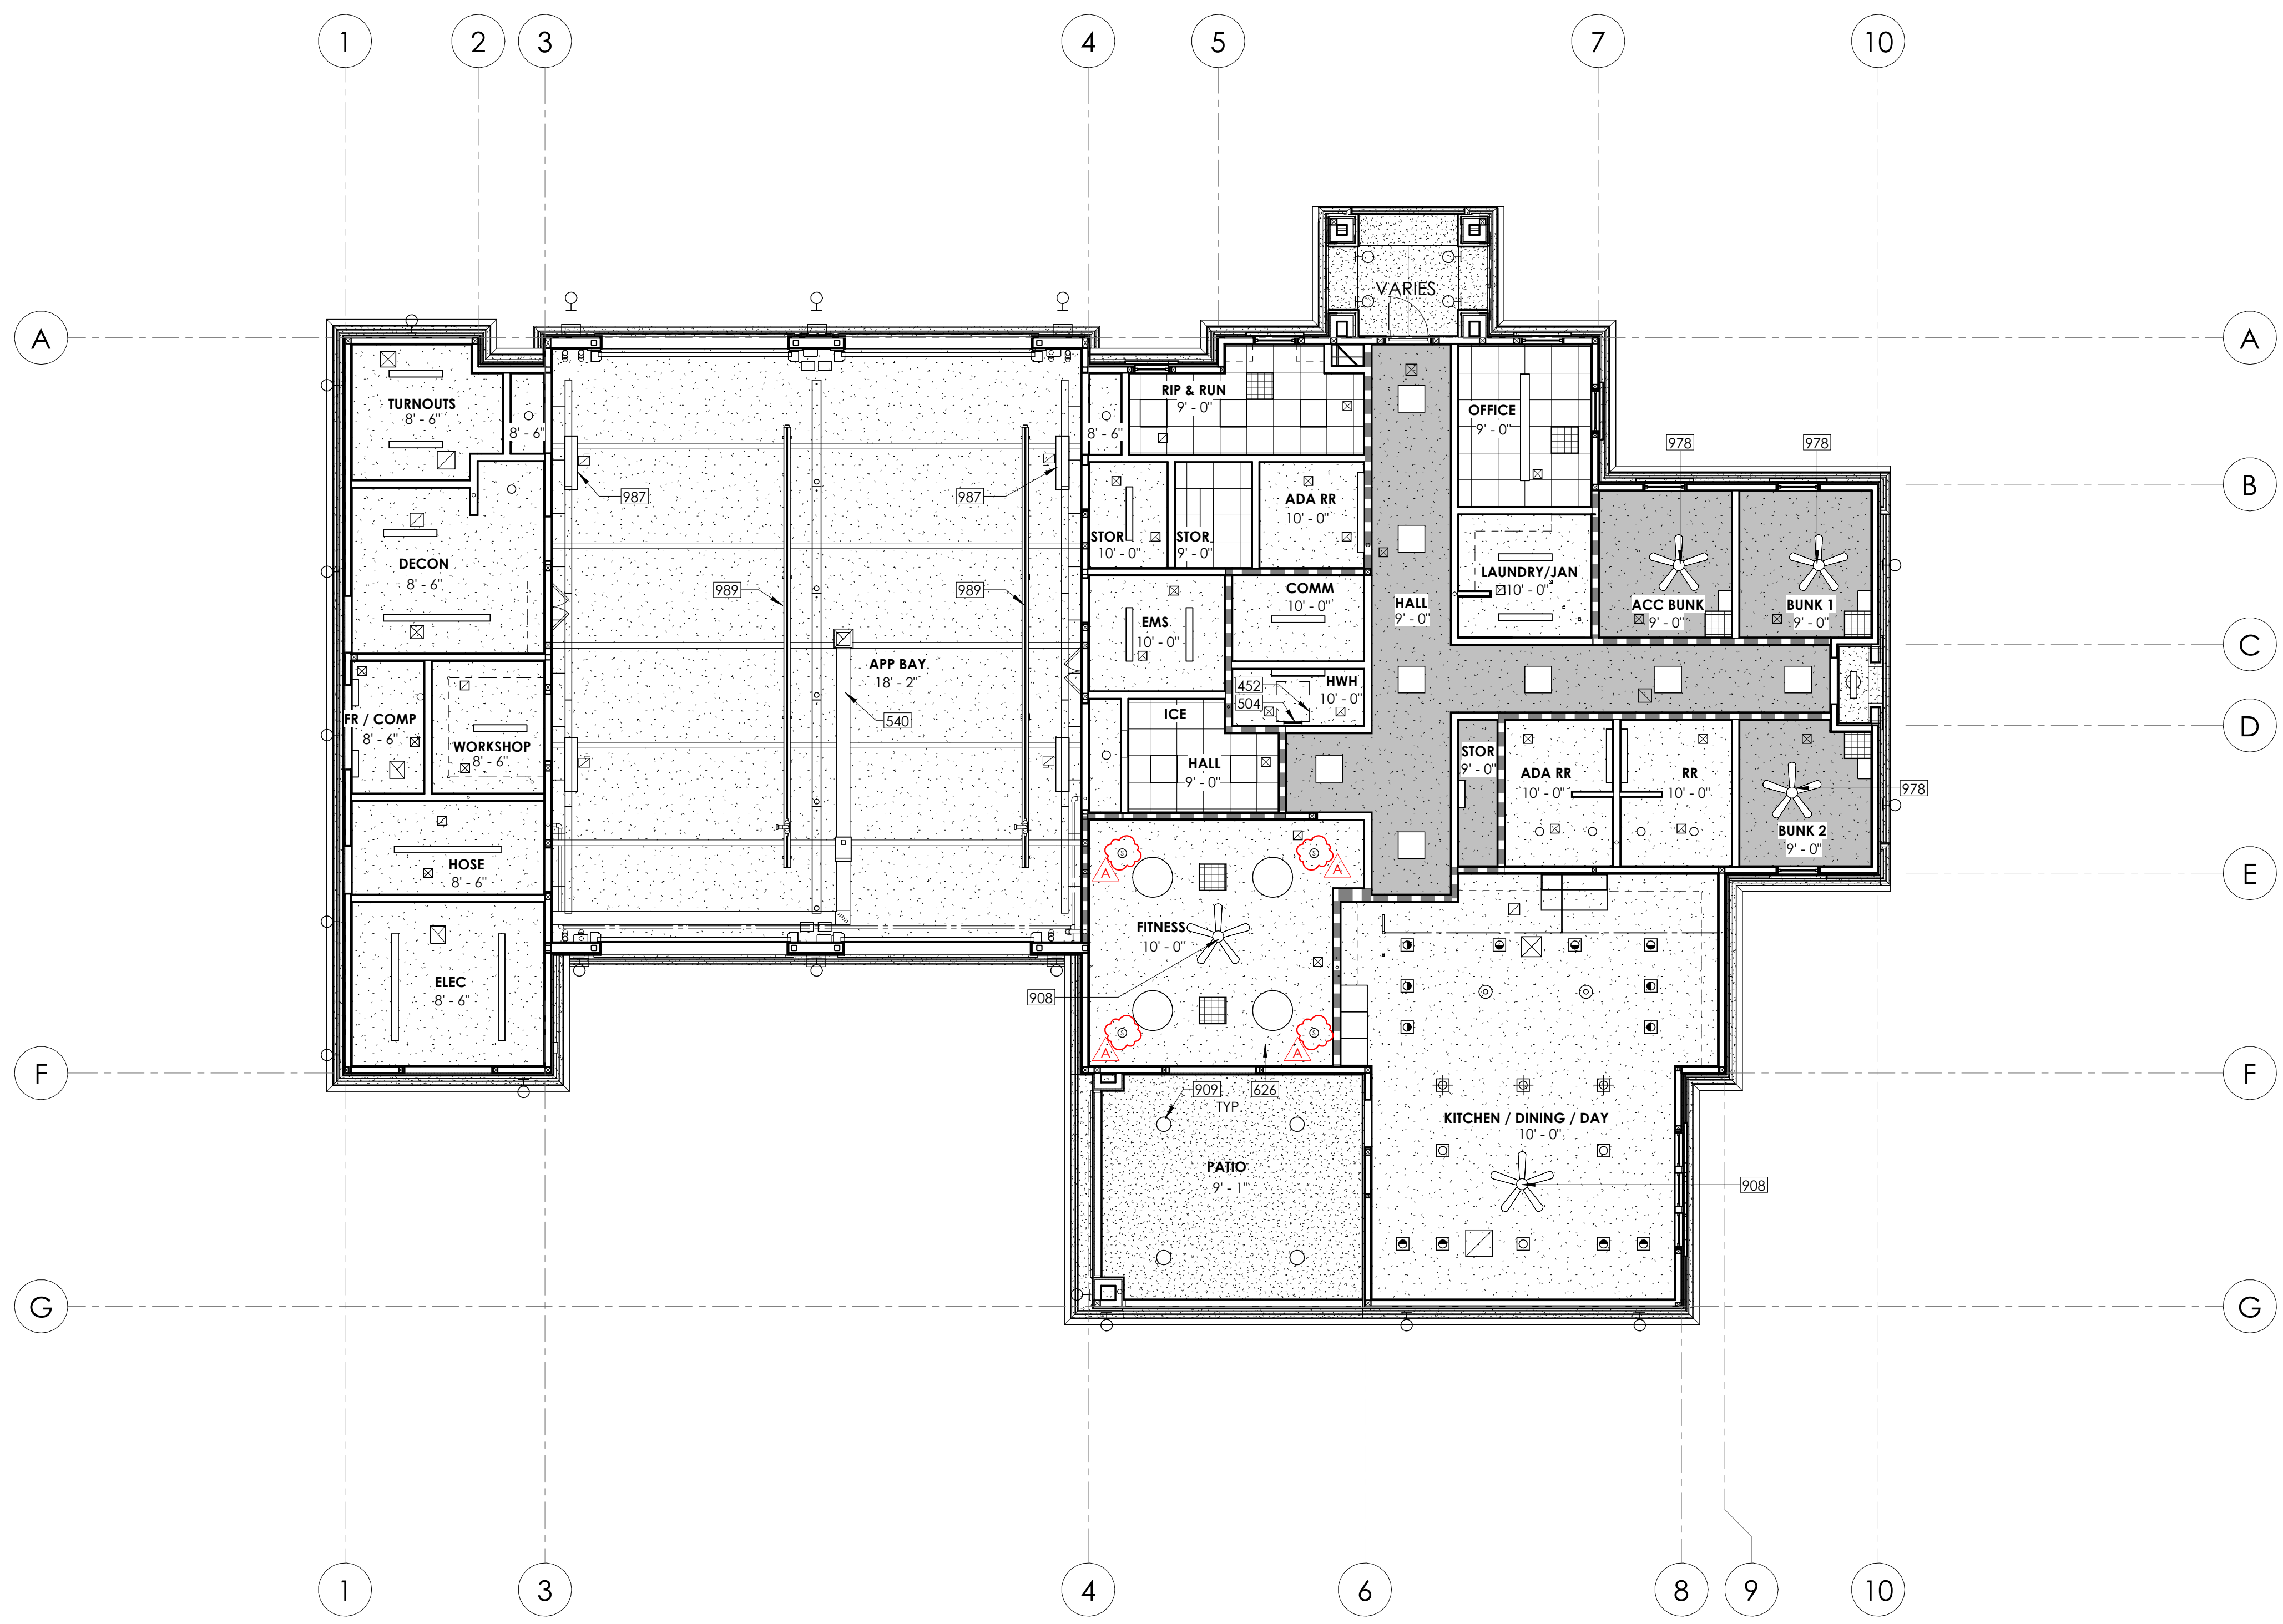 1
2
3
4
5
7
10
A
A
VARIES
TURNOUTS
8' - 6"
8' - 6"
8' - 6"
RIP & RUN
9' - 0"
OFFICE
9' - 0"
978
978
B
B
987
987
ADA RR
10' - 0"
STOR
10' - 0"
STOR
9' - 0"
DECON
8' - 6"
989
989
LAUNDRY/JAN
10' - 0"
COMM
10' - 0"
HALL
9' - 0"
ACC BUNK
9' - 0"
BUNK 1
9' - 0"
EMS
10' - 0"
C
C
APP BAY
18' - 2"
540
452
504
HWH
10' - 0"
ICE
FR / COMP
8' - 6"
WORKSHOP
8' - 6"
D
D
HALL
9' - 0"
STOR
9' - 0"
ADA RR
10' - 0"
RR
10' - 0"
978
BUNK 2
9' - 0"
HOSE
8' - 6"
S
A
S
A
E
E
FITNESS
10' - 0"
908
ELEC
8' - 6"
S
A
S
A
F
F
909
TYP.
626
KITCHEN / DINING / DAY
10' - 0"
PATIO
9' - 1"
908
G
G
1
3
4
6
8
9
10